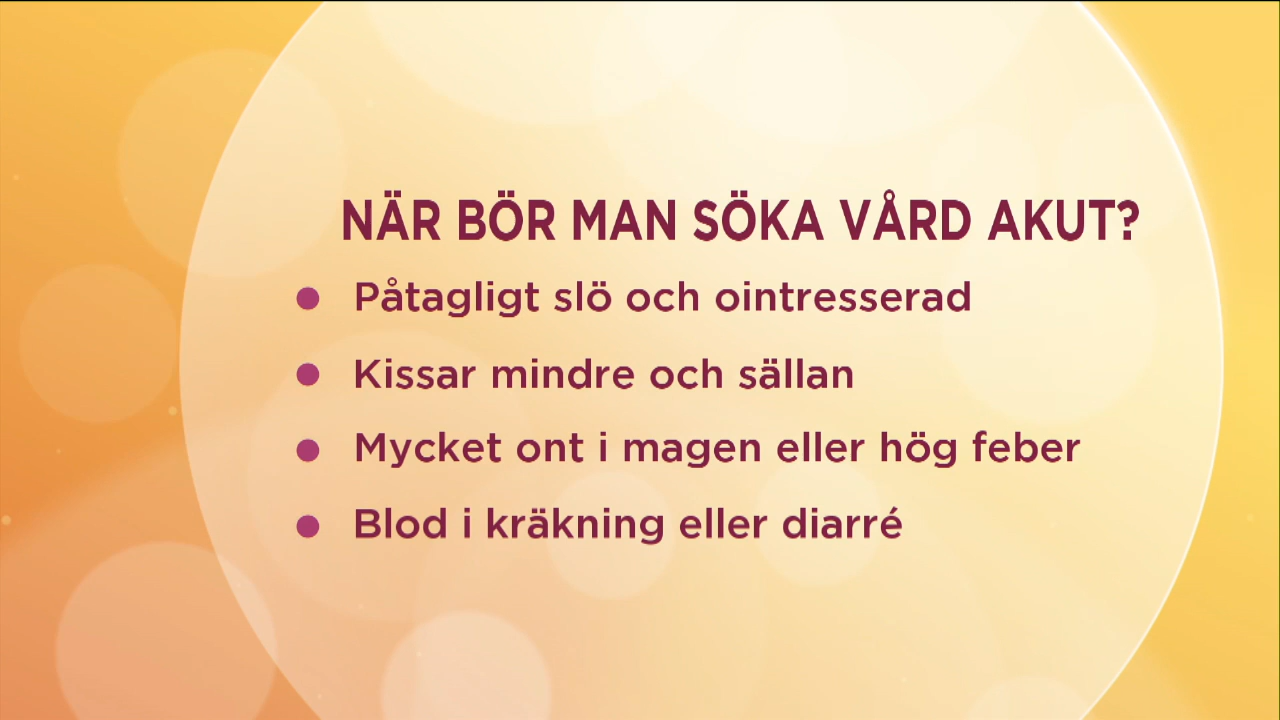 NÄR BÖR MAN SÖKA VÅRD AKUT?
Påtagligt slö och ointresserad
Kissar mindre och sällan
Mycket ont i magen eller hög feber
Blod i kräkning eller diarré